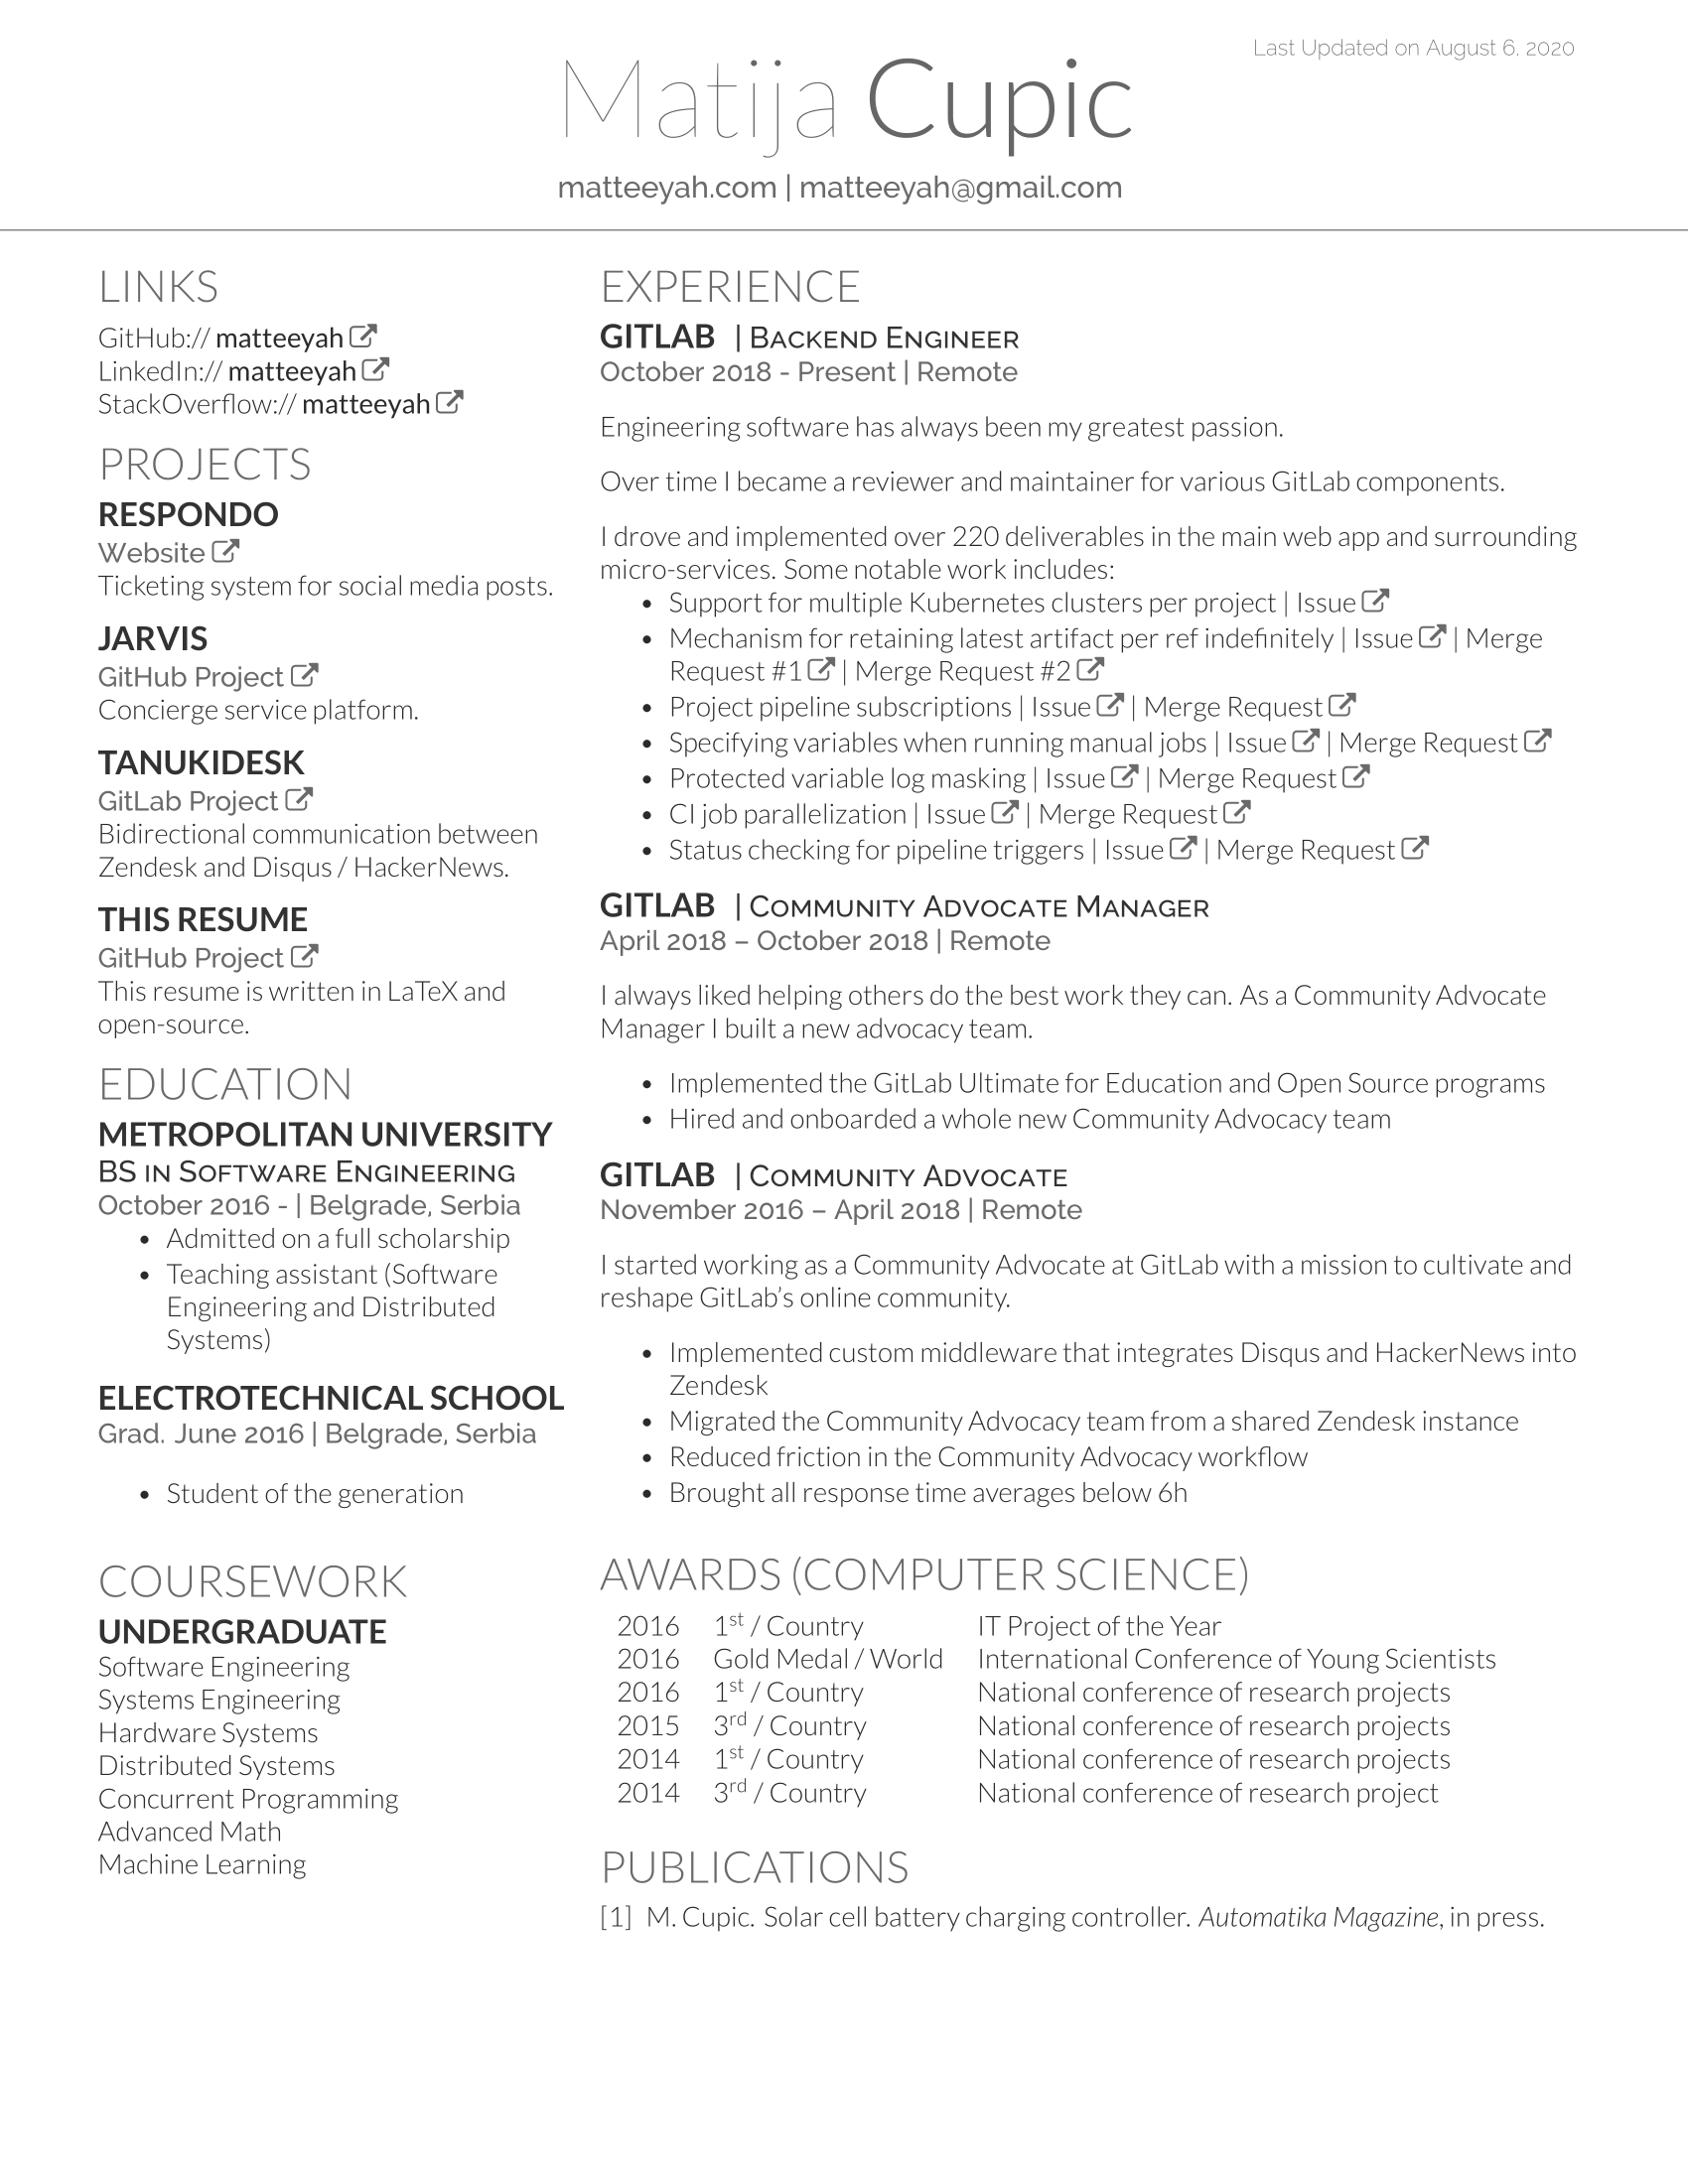 Last Updated on August 6, 2020
Matija Cupic
matteeyah.com | matteeyah@gmail.com
LINKS
GitHub:// matteeyah
LinkedIn:// matteeyah
StackOverflow:// matteeyah
PROJECTS
RESPONDO
Website
Ticketing system for social media posts.
JARVIS
GitHub Project
Concierge service platform.
TANUKIDESK
GitLab Project
Bidirectional communication between
Zendesk and Disqus / HackerNews.
THIS RESUME
GitHub Project
This resume is written in LaTeX and
open-source.
EDUCATION
METROPOLITAN UNIVERSITY
BS in Software Engineering
October 2016 - | Belgrade, Serbia
• Admitted on a full scholarship
• Teaching assistant (Software
Engineering and Distributed
Systems)
ELECTROTECHNICAL SCHOOL
Grad. June 2016 | Belgrade, Serbia
• Student of the generation
COURSEWORK
UNDERGRADUATE
Software Engineering
Systems Engineering
Hardware Systems
Distributed Systems
Concurrent Programming
Advanced Math
Machine Learning
EXPERIENCE
GITLAB | Backend Engineer
October 2018 - Present | Remote
Engineering software has always been my greatest passion.
Over time I became a reviewer and maintainer for various GitLab components.
I drove and implemented over 220 deliverables in the main web app and surrounding
micro-services. Some notable work includes:
• Support for multiple Kubernetes clusters per project | Issue
• Mechanism for retaining latest artifact per ref indefinitely | Issue | Merge
Request #1 | Merge Request #2
• Project pipeline subscriptions | Issue | Merge Request
• Specifying variables when running manual jobs | Issue | Merge Request
• Protected variable log masking | Issue | Merge Request
• CI job parallelization | Issue | Merge Request
• Status checking for pipeline triggers | Issue | Merge Request
GITLAB | Community Advocate Manager
April 2018 – October 2018 | Remote
I always liked helping others do the best work they can. As a Community Advocate
Manager I built a new advocacy team.
• Implemented the GitLab Ultimate for Education and Open Source programs
• Hired and onboarded a whole new Community Advocacy team
GITLAB | Community Advocate
November 2016 – April 2018 | Remote
I started working as a Community Advocate at GitLab with a mission to cultivate and
reshape GitLab's online community.
• Implemented custom middleware that integrates Disqus and HackerNews into
Zendesk
• Migrated the Community Advocacy team from a shared Zendesk instance
• Reduced friction in the Community Advocacy workflow
• Brought all response time averages below 6h
AWARDS (COMPUTER SCIENCE)
2016 1st / Country IT Project of the Year
2016 Gold Medal / World International Conference of Young Scientists
2016 1st / Country National conference of research projects
2015 3rd / Country National conference of research projects
2014 1st / Country National conference of research projects
2014 3rd / Country National conference of research project
PUBLICATIONS
[1] M. Cupic. Solar cell battery charging controller. Automatika Magazine, in press.